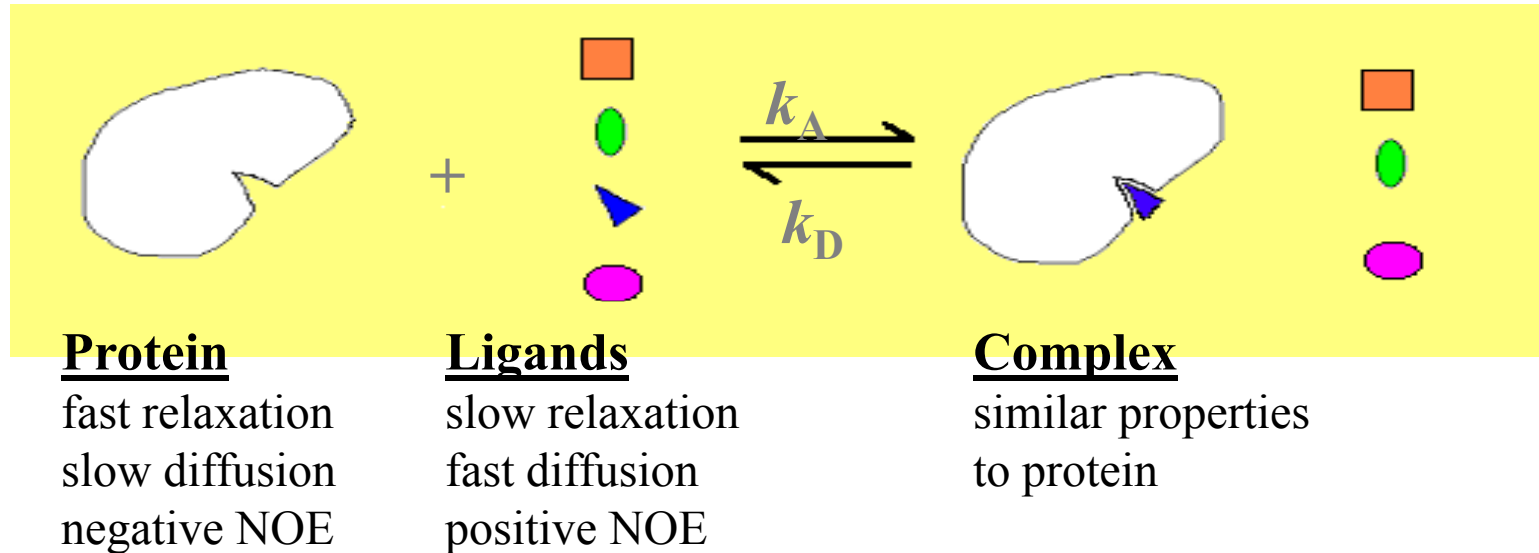 k_A
+
k_D
Protein
fast relaxation
slow diffusion
negative NOE
Ligands
slow relaxation
fast diffusion
positive NOE
Complex
similar properties
to protein